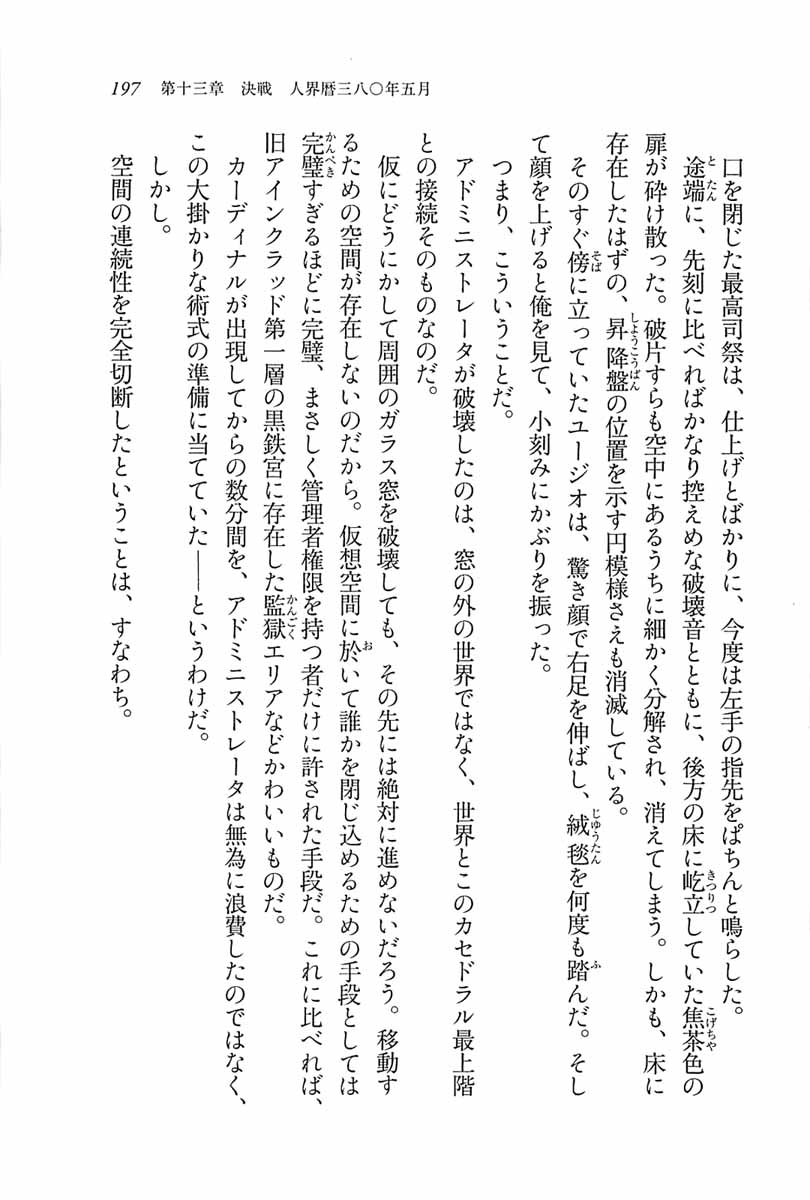 197　第十三章　決戦　人界暦三八〇年五月
口を閉じた最高司祭は、仕上げとばかりに、今度は左手の指先をぱちんと鳴らした。
途端に、先刻に比べればかなり控えめな破壊音とともに、後方の床に屹立していた焦茶色の
扉が砕け散った。破片すらも空中にあるうちに細かく分解され、消えてしまう。しかも、床に
存在したはずの、昇降盤の位置を示す円模様さえも消滅している。
そのすぐ傍に立っていたユージオは、驚き顔で右足を伸ばし、絨毯を何度も踏んだ。そし
て顔を上げると俺を見て、小刻みにかぶりを振った。
つまり、こういうことだ。
アドミニストレータが破壊したのは、窓の外の世界ではなく、世界とこのカセドラル最上階
との接続そのものなのだ。
仮にどうにかして周囲のガラス窓を破壊しても、その先には絶対に進めないだろう。移動す
るための空間が存在しないのだから。仮想空間に於いて誰かを閉じ込めるための手段としては
完璧すぎるほどに完璧、まさしく管理者権限を持つ者だけに許された手段だ。これに比べれば、
旧アインクラッド第一層の黒鉄宮に存在した監獄エリアなどかわいいものだ。
カーディナルが出現してからの数分間を、アドミニストレータは無為に浪費したのではなく、
この大掛かりな術式の準備に当てていた――というわけだ。
しかし。
空間の連続性を完全切断したということは、すなわち。